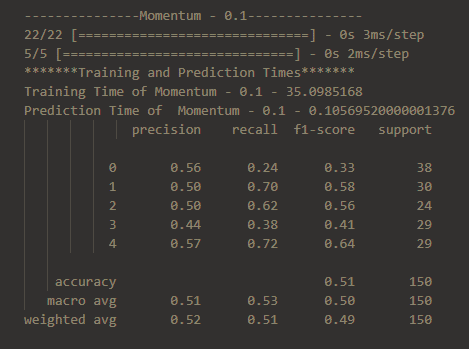 ---------------Momentum - 0.1---------------
22/22 [==============================] - 0s 3ms/step
5/5 [==============================] - 0s 2ms/step
*******Training and Prediction Times*******
Training Time of Momentum - 0.1 - 35.0985168
Prediction Time of  Momentum - 0.1 - 0.10569520000001376
precision    recall  f1-score   support
0       0.56      0.24      0.33        38
1       0.50      0.70      0.58        30
2       0.50      0.62      0.56        24
3       0.44      0.38      0.41        29
4       0.57      0.72      0.64        29
accuracy                           0.51       150
macro avg       0.51      0.53      0.50       150
weighted avg       0.52      0.51      0.49       150